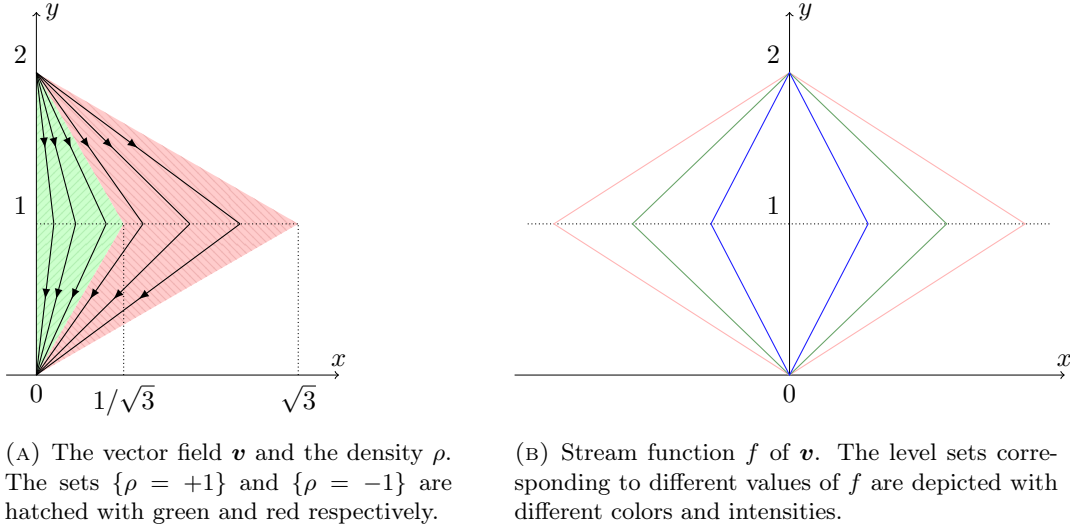 y
2
1
x
0
1/√3
√3
(A) The vector field v and the density ρ.
The sets {ρ = +1} and {ρ = −1} are
hatched with green and red respectively.
y
2
1
x
0
(B) Stream function f of v. The level sets corre-
sponding to different values of f are depicted with
different colors and intensities.